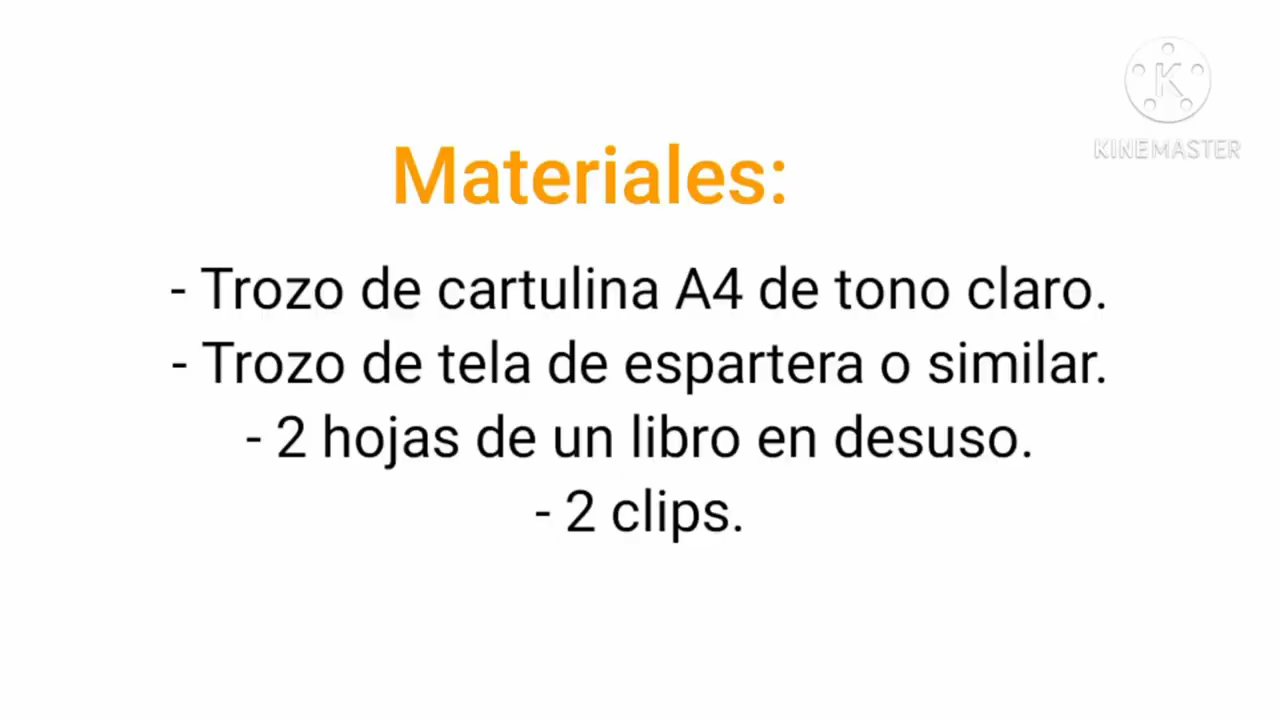 K
KINEMASTER
Materiales:
- Trozo de cartulina A4 de tono claro.
- Trozo de tela de espartera o similar.
- 2 hojas de un libro en desuso.
- 2 clips.